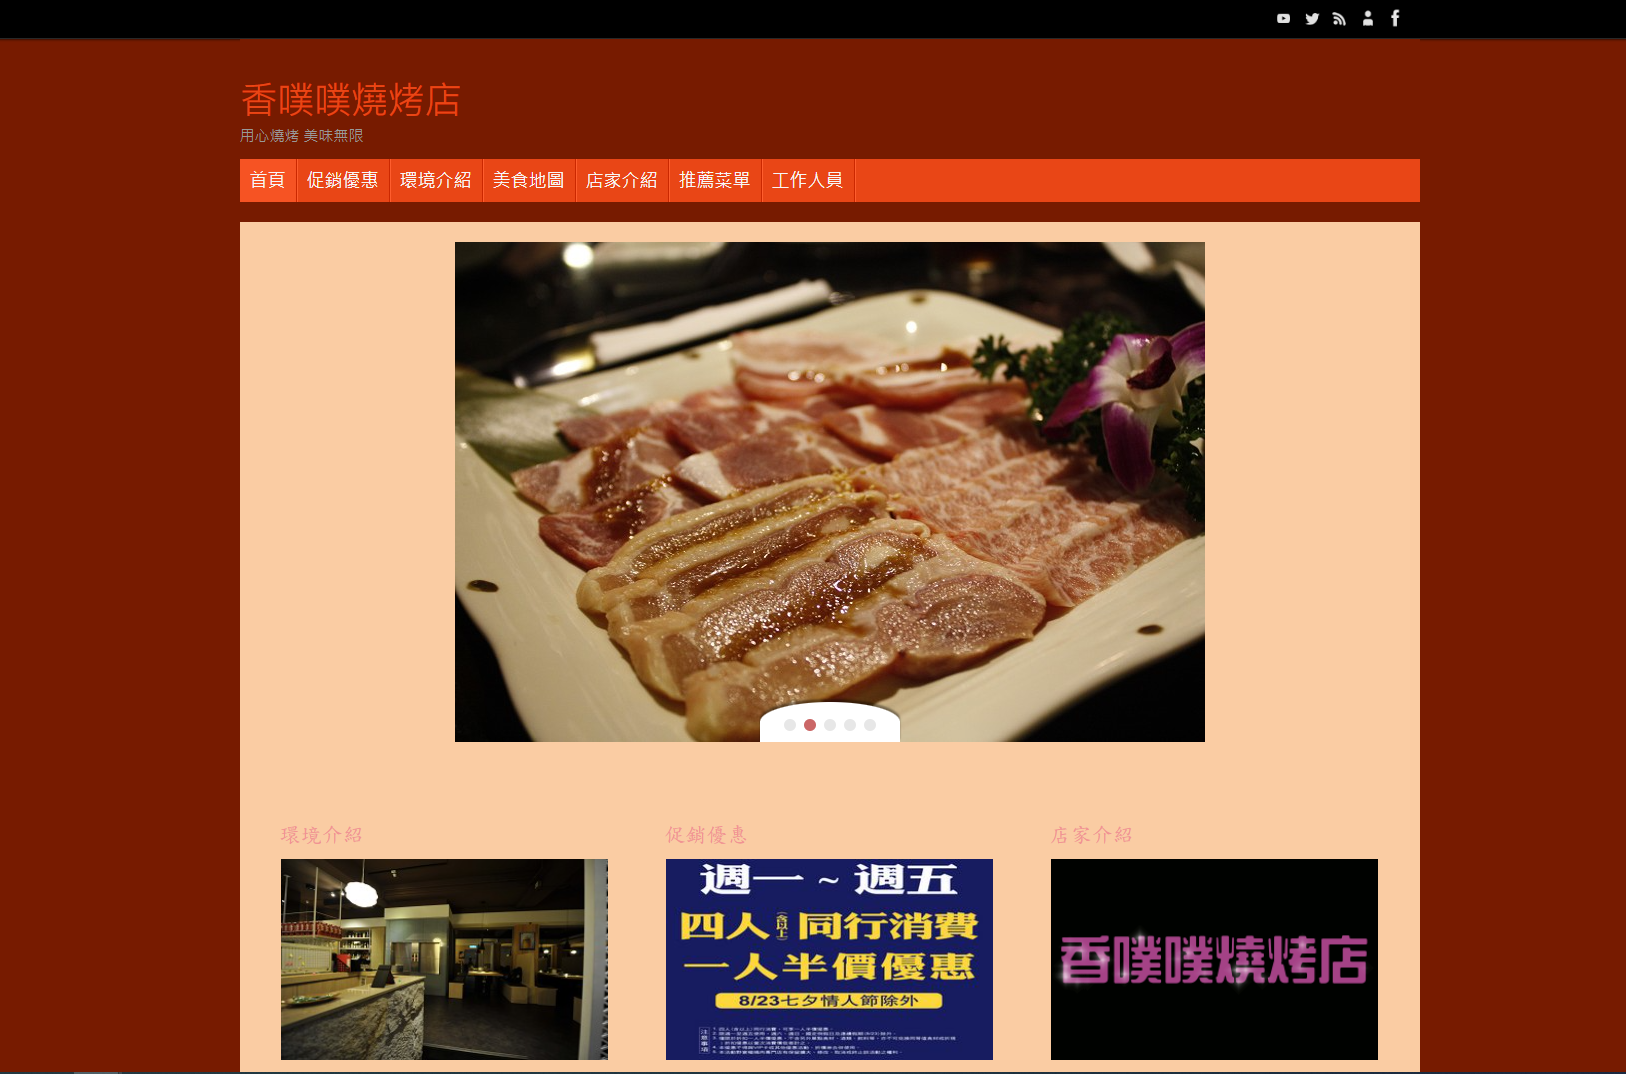 香噗噗燒烤店
用心燒烤 美味無限
首頁 促銷優惠 環境介紹 美食地圖 店家介紹 推薦菜單 工作人員
環境介紹 促銷優惠 店家介紹
週一 ~ 週五
四人(含以上)同行消費
一人半價優惠
8/23七夕情人節除外
注意事項
香噗噗燒烤店